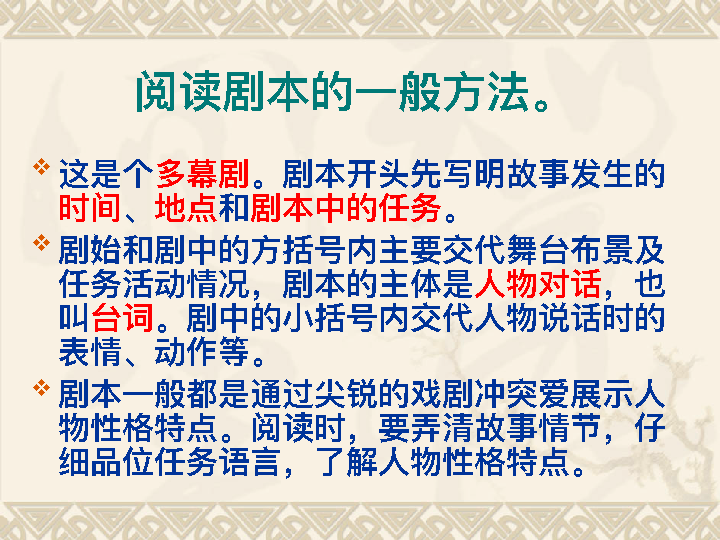 阅读剧本的一般方法。
这是个多幕剧。剧本开头先写明故事发生的
时间、地点和剧本中的任务。
剧始和剧中的方括号内主要交代舞台布景及
任务活动情况，剧本的主体是人物对话，也
叫台词。剧中的小括号内交代人物说话时的
表情、动作等。
剧本一般都是通过尖锐的戏剧冲突爱展示人
物性格特点。阅读时，要弄清故事情节，仔
细品位任务语言，了解人物性格特点。